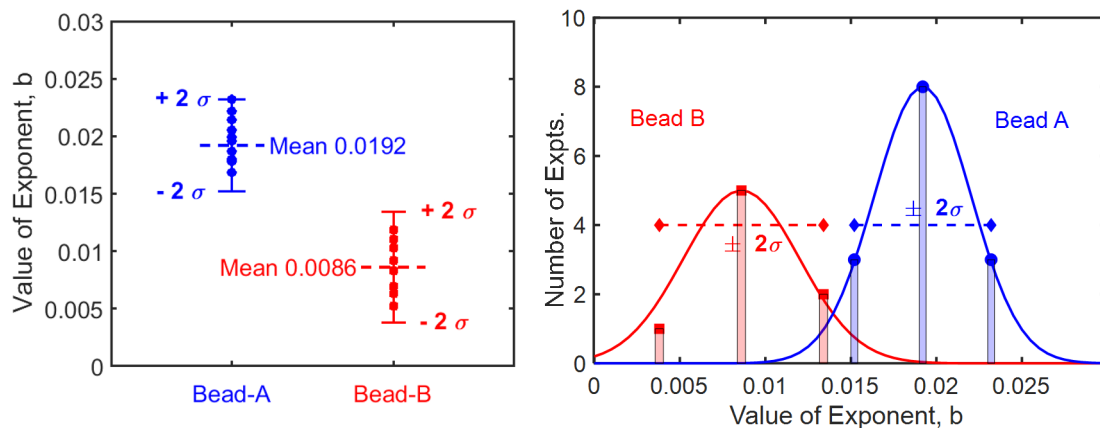 0.03
0.025
0.02
0.015
0.01
0.005
0
Value of Exponent, b
+ 2 σ
Mean 0.0192
- 2 σ
+ 2 σ
Mean 0.0086
- 2 σ
Bead-A
Bead-B
10
8
6
4
2
0
Number of Expts.
Bead B
Bead A
± 2σ
± 2σ
0
0.005
0.01
0.015
0.02
0.025
Value of Exponent, b